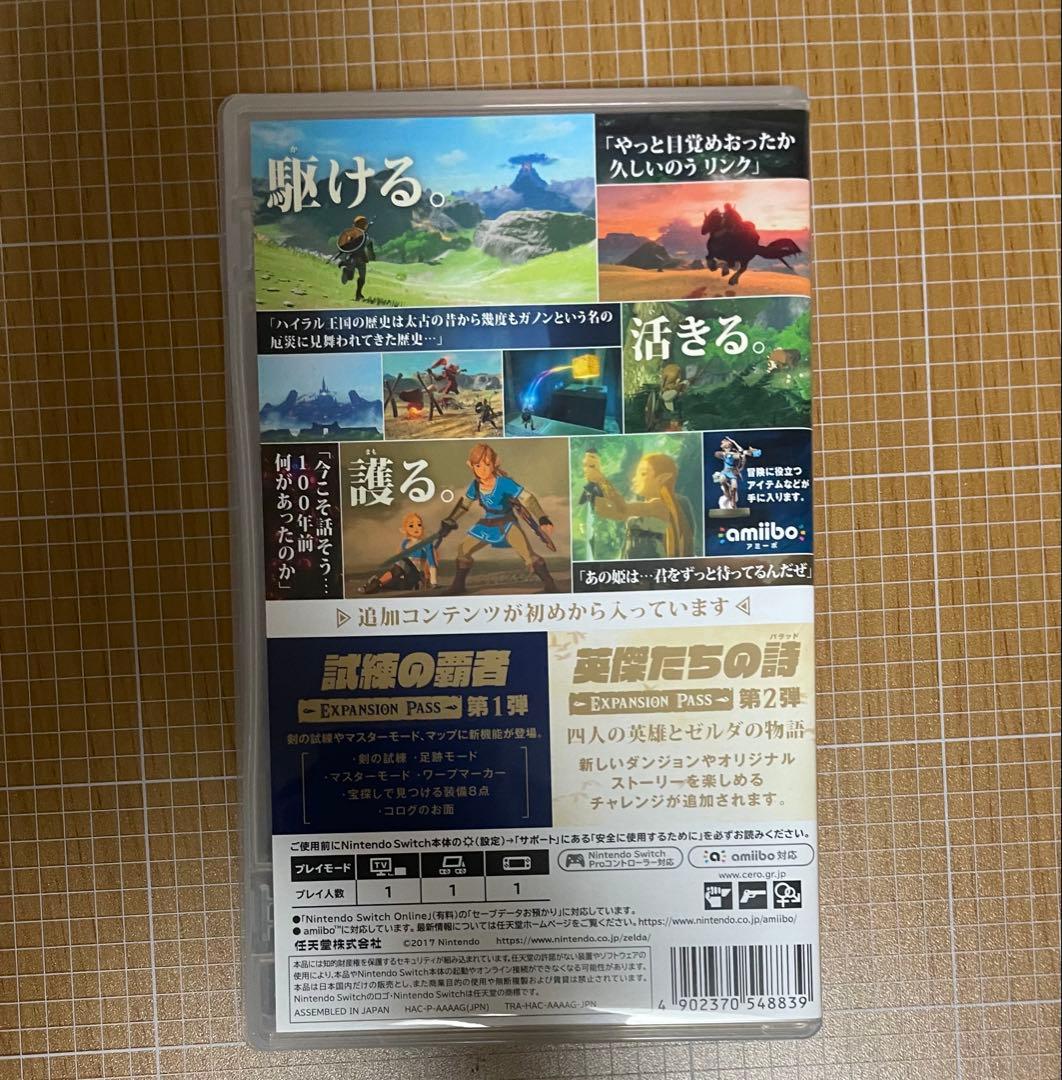 駆ける。
か
「やっと目覚めおったか
久しいのう リンク」
「ハイラル王国の歴史は太古の昔から幾度もガノンという名の
厄災に見舞われてきた歴史…」
活きる。
「今こそ話そう…
100年前
何があったのか」
護る。
まも
冒険に役立つ
アイテムなどが
手に入ります。
amiibo
アミーボ
「あの姫は…君をずっと待ってるんだぜ」
▷追加コンテンツが初めから入っています◁
試練の覇者
EXPANSION PASS 第1弾
剣の試練やマスターモード、マップに新機能が登場。
・剣の試練 ・足跡モード
・マスターモード ・ワープマーカー
・宝探しで見つける装備8点
・コログのお面
英傑たちの詩
バラッド
EXPANSION PASS 第2弾
四人の英雄とゼルダの物語
新しいダンジョンやオリジナル
ストーリーを楽しめる
チャレンジが追加されます。
ご使用前にNintendo Switch本体の(設定)→「サポート」にある「安全に使用するために」を必ずお読みください。
プレイモード TV
プレイ人数 1 1 1
Nintendo Switch
Proコントローラー対応
amiibo 対応
www.cero.gr.jp
●「Nintendo Switch Online」(有料)の「セーブデータお預かり」に対応しています。
● amiibo™に対応しています。最新情報については任天堂ホームページをご覧ください。https://www.nintendo.co.jp/amiibo/
任天堂株式会社 ©2017 Nintendo https://www.nintendo.co.jp/zelda/
本品には知的財産権を保護するセキュリティが組み込まれています。任天堂の許諾がない装置やソフトウェアの
使用により、本品やNintendo Switch本体の起動やオンライン接続ができなくなる可能性があります。
本品は日本国内だけの販売とし、また商業目的の使用や無断複製および賃貸は禁止されています。
Nintendo Switchのロゴ・Nintendo Switchは任天堂の商標です。
ASSEMBLED IN JAPAN HAC-P-AAAAG(JPN) TRA-HAC-AAAAG-JPN
4 902370 548839